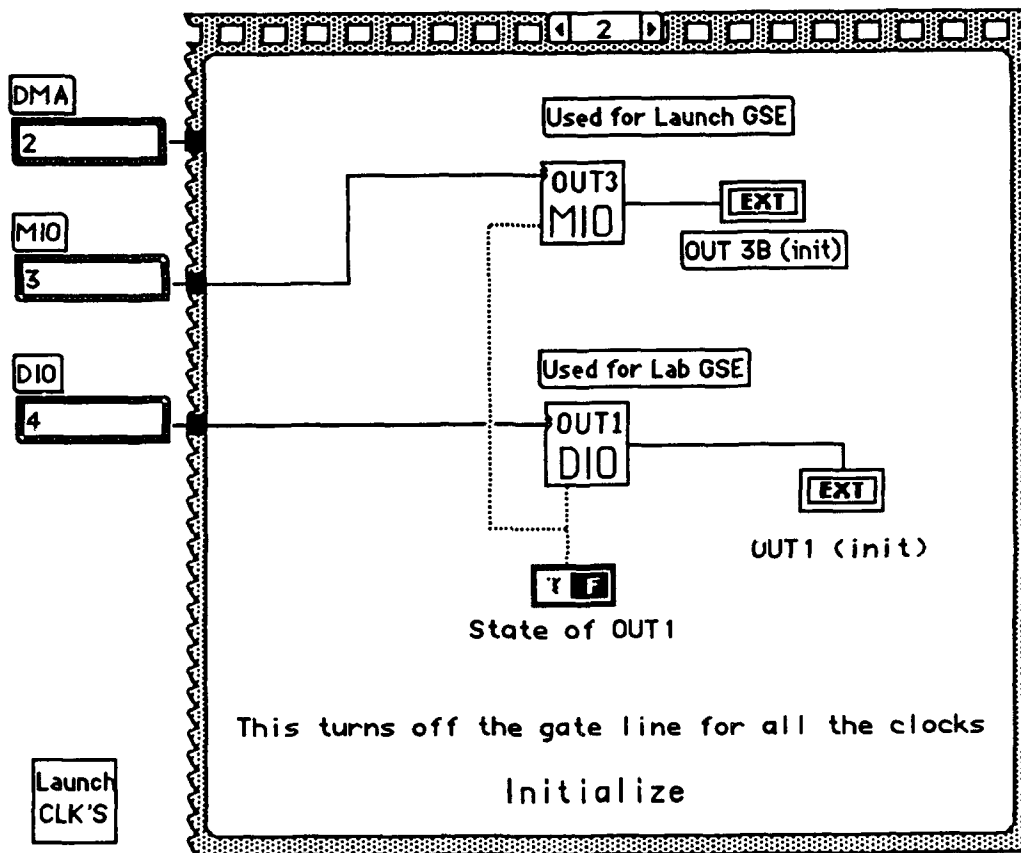 2
DMA
2
Used for Launch GSE
OUT3
MIO
EXT
OUT 3B (init)
MIO
3
Used for Lab GSE
DIO
4
OUT1
DIO
EXT
OUT1 (init)
F
State of OUT1
This turns off the gate line for all the clocks
Initialize
Launch
CLK'S